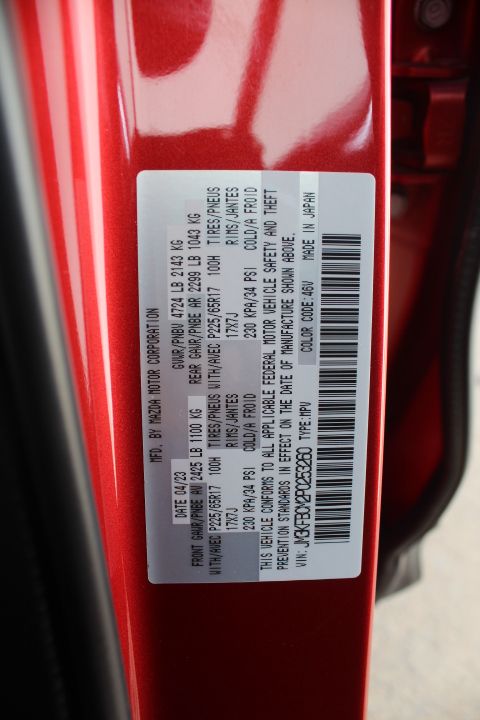 MFD. BY MAZDA MOTOR CORPORATION
DATE 04/23 GVWR/PNBV 4724 LB 2143 KG
FRONT GAWR/PNBE AV 2425 LB 1100 KG REAR GAWR/PNBE AR 2299 LB 1043 KG
WITH/AVEC P225/65R17 100H TIRES/PNEUS WITH/AVEC P225/65R17 100H TIRES/PNEUS
17X7J RIMS/JANTES 17X7J RIMS/JANTES
230 KPA/34 PSI COLD/A FROID 230 KPA/34 PSI COLD/A FROID
THIS VEHICLE CONFORMS TO ALL APPLICABLE FEDERAL MOTOR VEHICLE SAFETY AND THEFT
PREVENTION STANDARDS IN EFFECT ON THE DATE OF MANUFACTURE SHOWN ABOVE.
VIN: JM3KFBCM2P0253260 TYPE:MPV COLOR CODE:46V MADE IN JAPAN